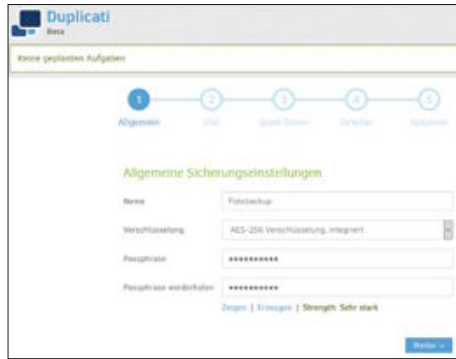 Duplicati
Beta
Keine geplanten Aufgaben
1 2 3 4 5
Allgemein Ziel Quell-Daten Zeitplan Optionen
Allgemeine Sicherungseinstellungen
Name Fotobackup
Verschlüsselung AES-256 Verschlüsselung, integriert
Passphrase ●●●●●●●●●●
Passphrase wiederholen ●●●●●●●●●●
Zeigen | Erzeugen | Strength: Sehr stark
Weiter »